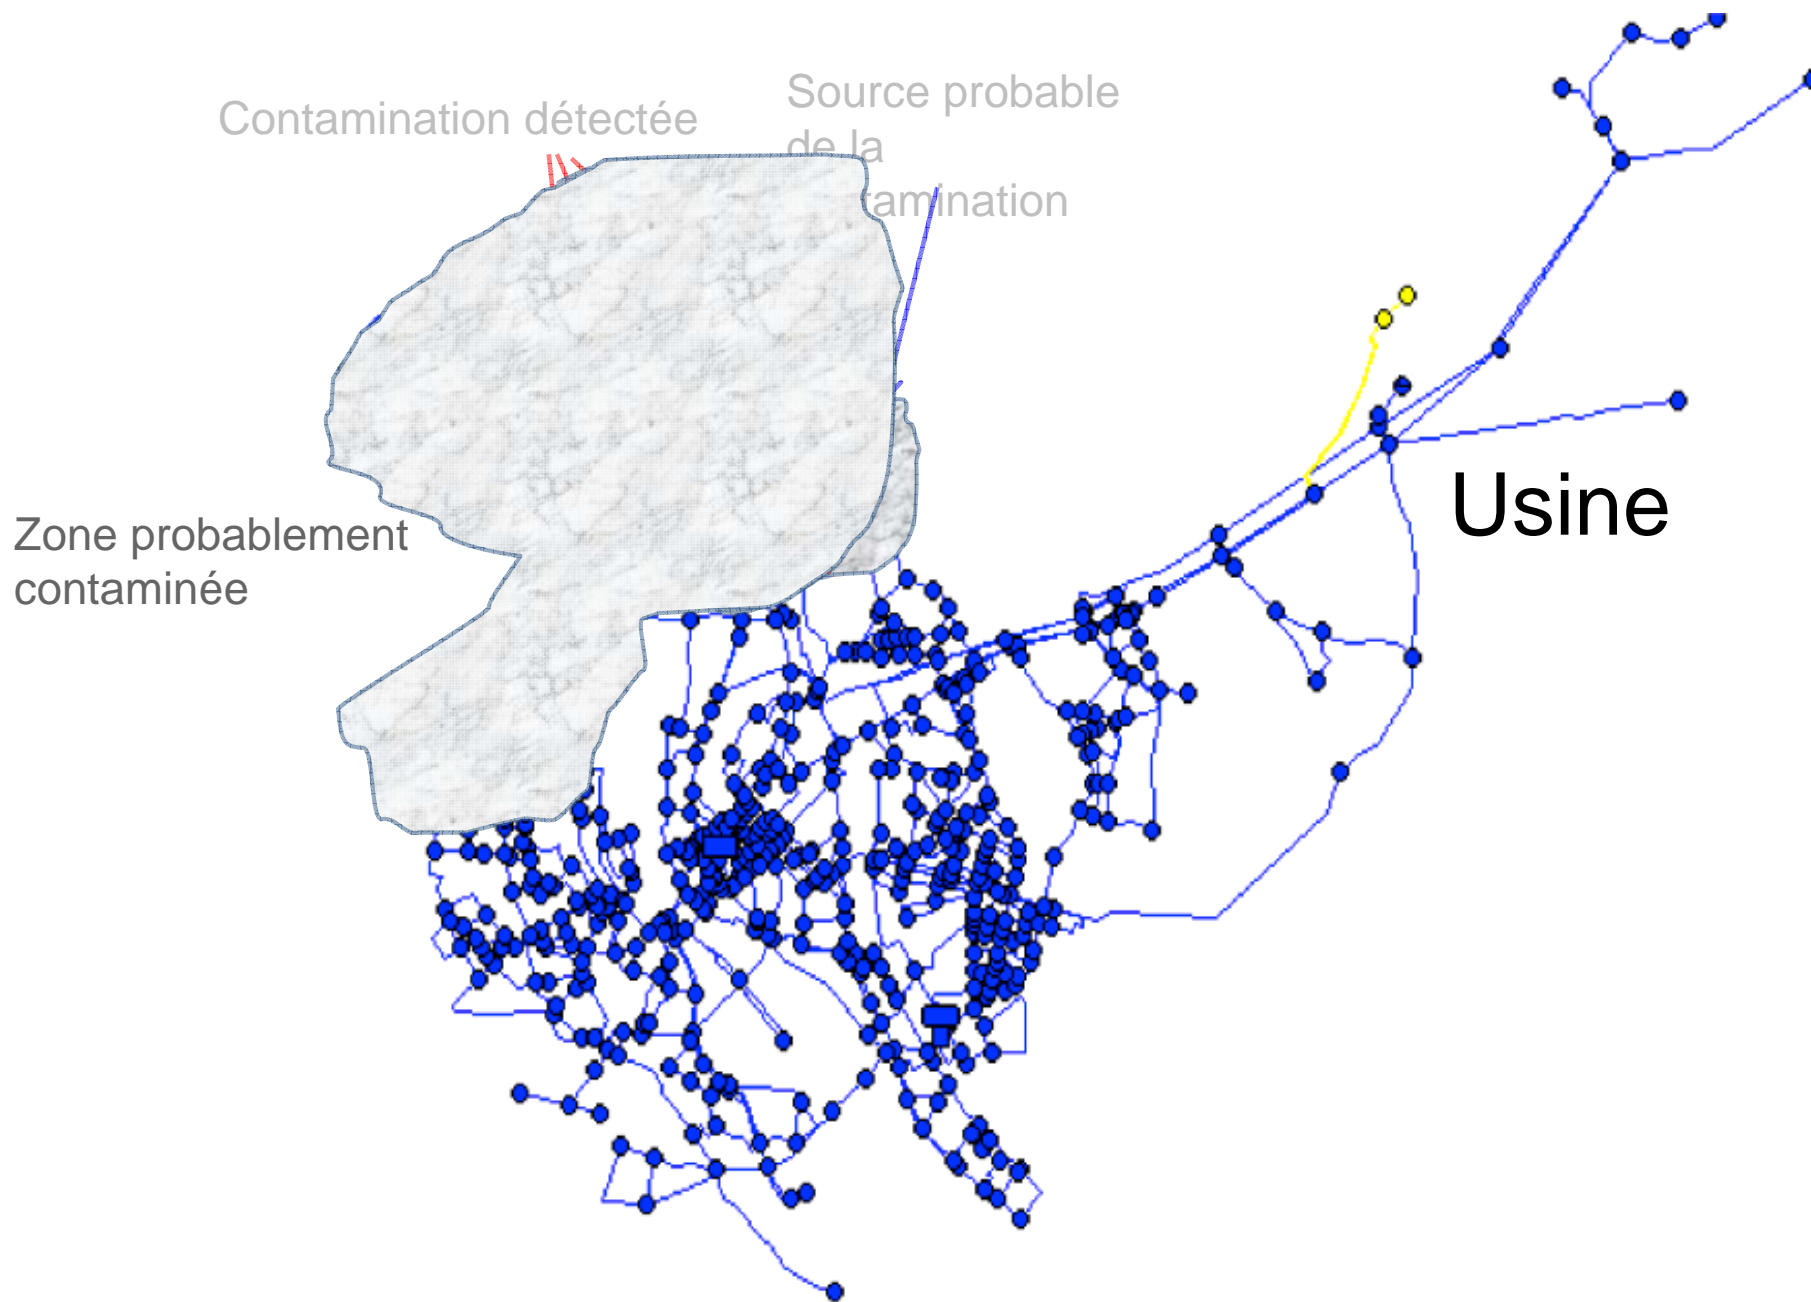 Contamination détectée
Source probable
de la
amination
Zone probablement
contaminée
Usine